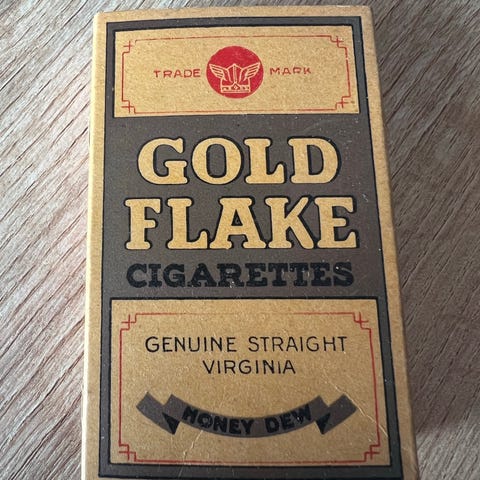 TRADE MARK
GOLD
FLAKE
CIGARETTES
GENUINE STRAIGHT
VIRGINIA
HONEY DEW